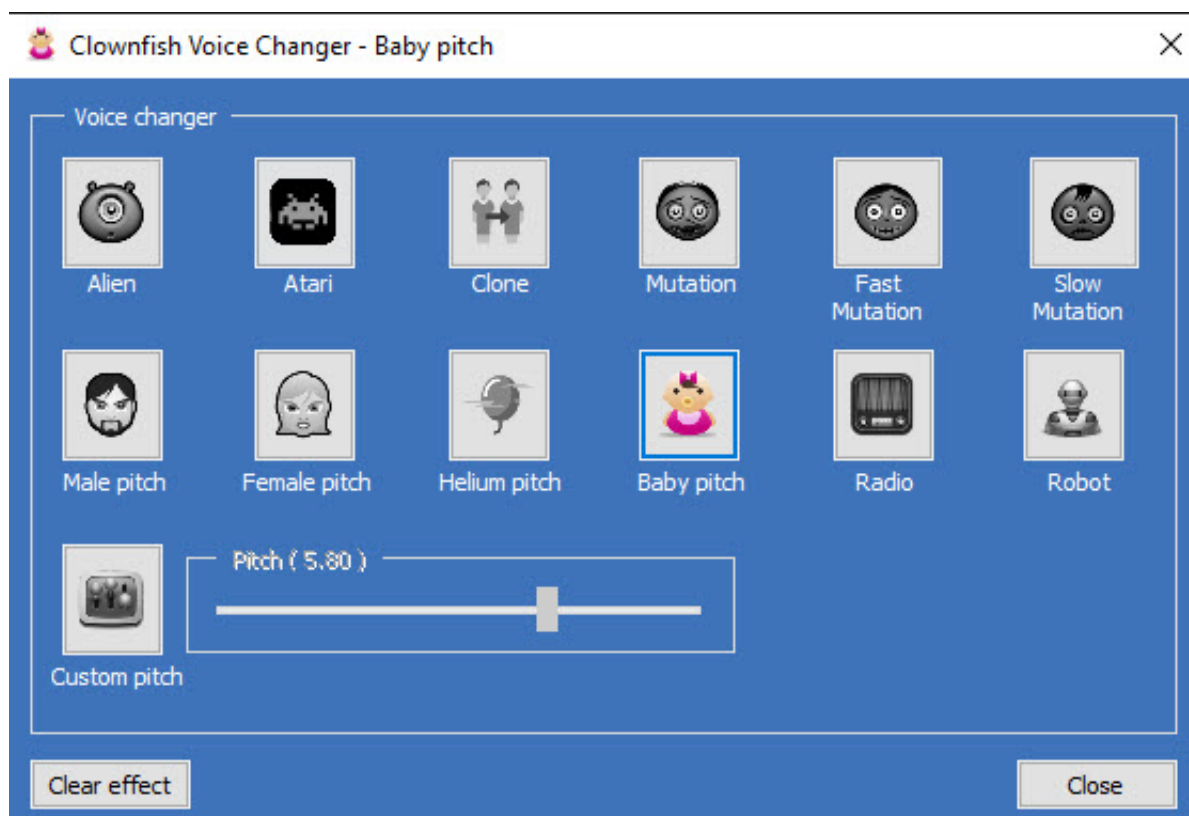 Clownfish Voice Changer - Baby pitch
Voice changer
Alien
Atari
Clone
Mutation
Fast
Mutation
Slow
Mutation
Male pitch
Female pitch
Helium pitch
Baby pitch
Radio
Robot
Pitch ( 5.80 )
Custom pitch
Clear effect
Close